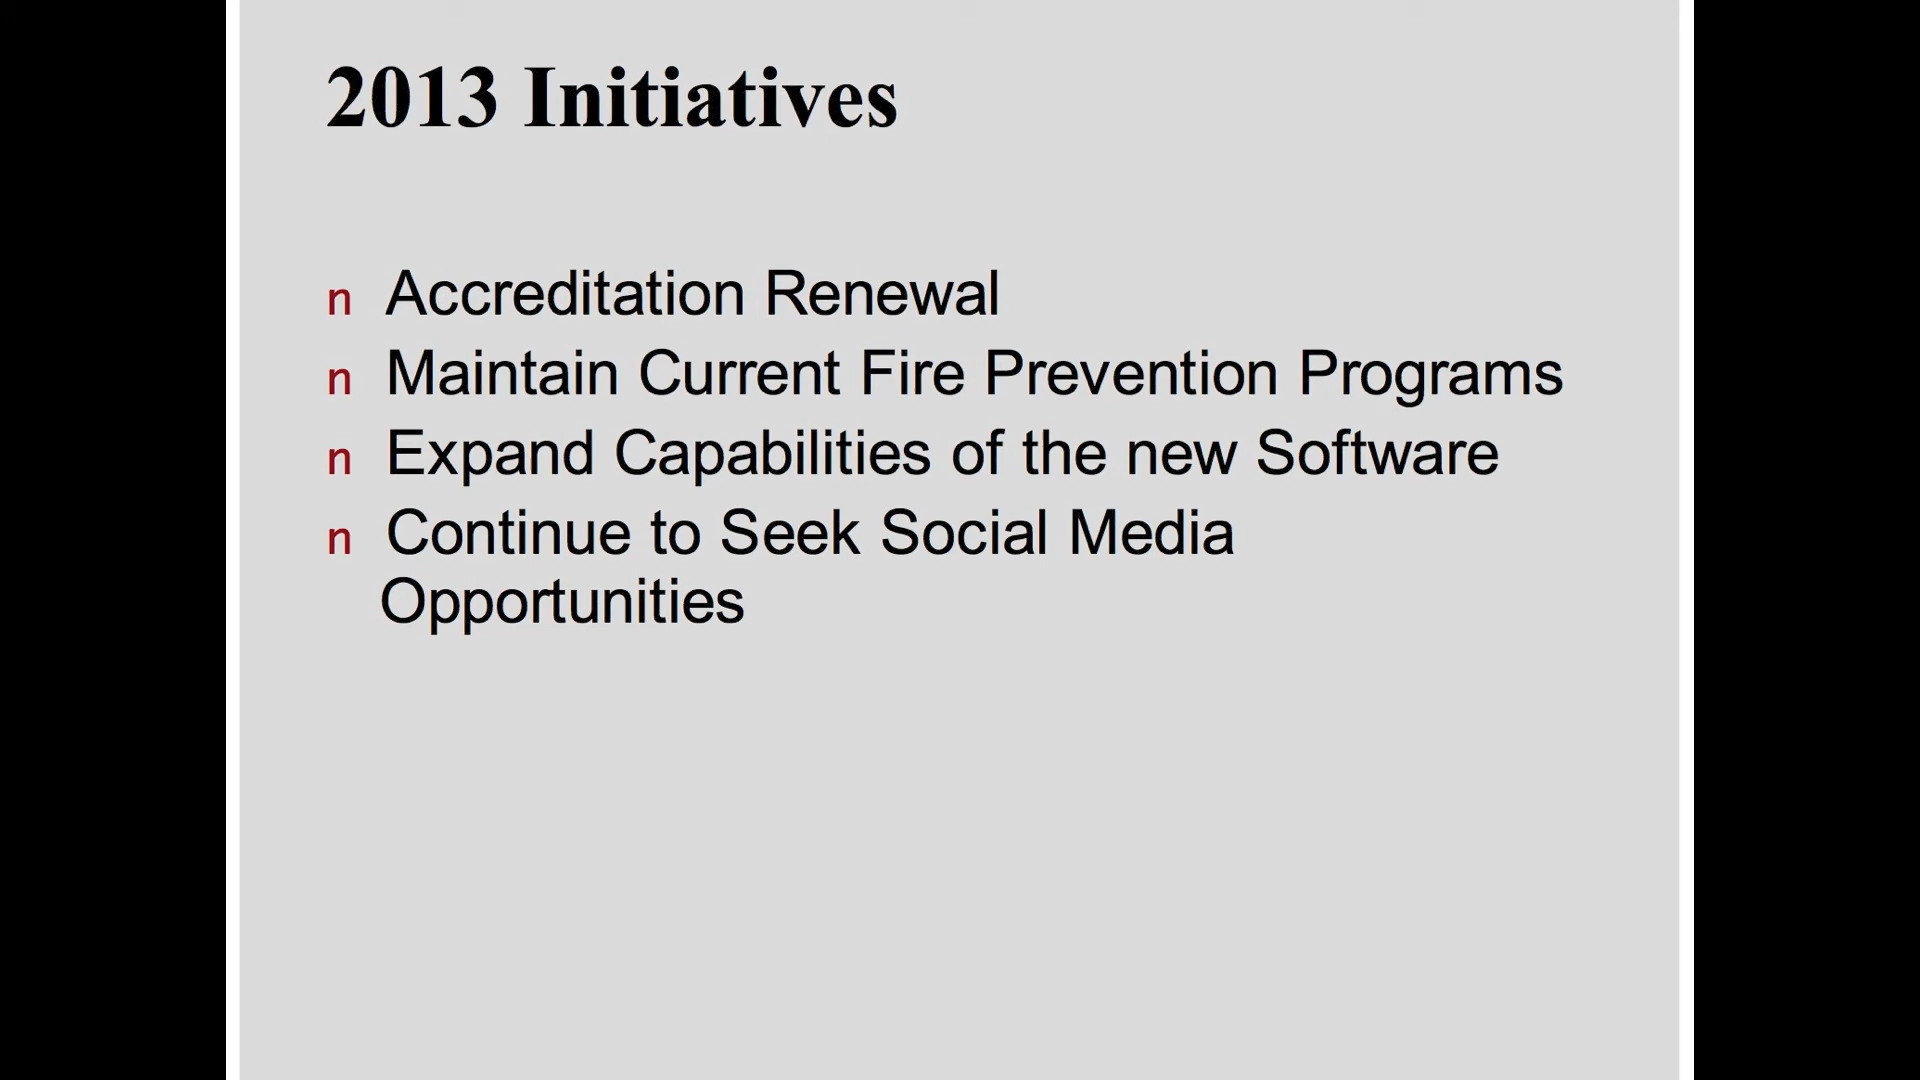 2013 Initiatives
n Accreditation Renewal
n Maintain Current Fire Prevention Programs
n Expand Capabilities of the new Software
n Continue to Seek Social Media
Opportunities